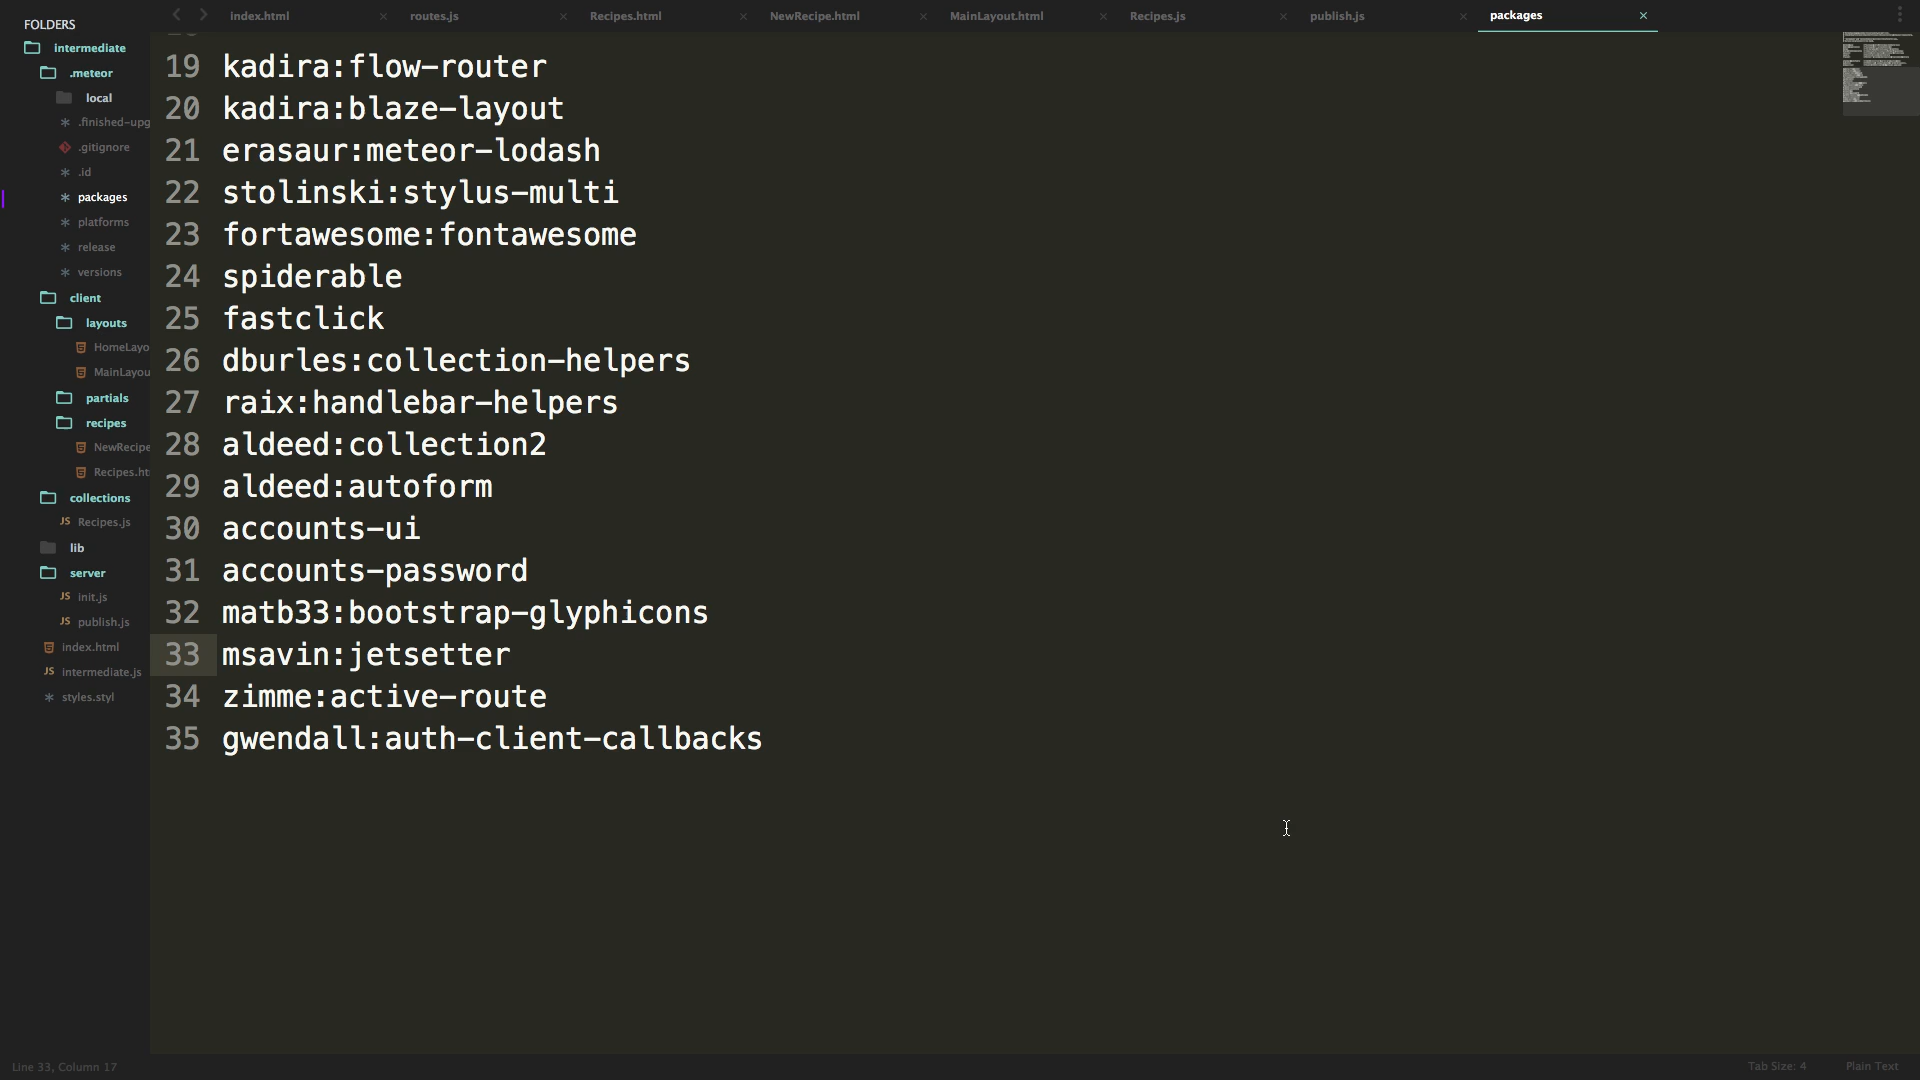 index.html
routes.js
Recipes.html
NewRecipe.html
MainLayout.html
Recipes.js
publish.js
packages
FOLDERS
intermediate
.meteor
local
.finished-upg
.gitignore
.id
packages
platforms
release
versions
client
layouts
HomeLayo
MainLayou
partials
recipes
NewRecipe
Recipes.ht
collections
Recipes.js
lib
server
init.js
publish.js
index.html
intermediate.js
styles.styl
19 kadira:flow-router
20 kadira:blaze-layout
21 erasaur:meteor-lodash
22 stolinski:stylus-multi
23 fortawesome:fontawesome
24 spiderable
25 fastclick
26 dburles:collection-helpers
27 raix:handlebar-helpers
28 aldeed:collection2
29 aldeed:autoform
30 accounts-ui
31 accounts-password
32 matb33:bootstrap-glyphicons
33 msavin:jetsetter
34 zimme:active-route
35 gwendall:auth-client-callbacks
Line 33, Column 17
Tab Size: 4
Plain Text